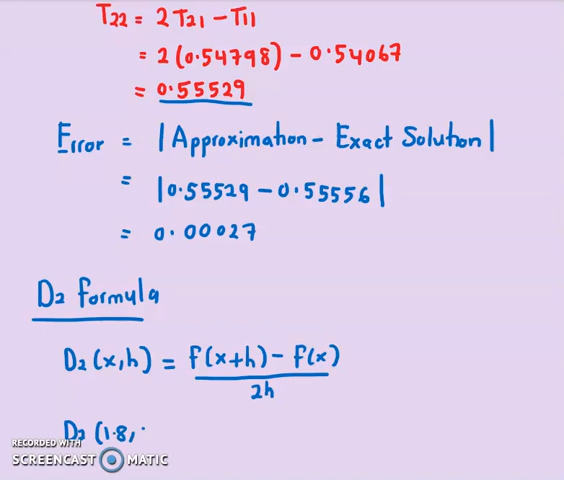 T22 = 2T21 - T11
= 2(0.54798) - 0.54067
= 0.55529
Error = |Approximation - Exact Solution|
= |0.55529 - 0.55556|
= 0.00027
D2 formula
D2(x,h) = f(x+h) - f(x)
2h
D2 (1.8,
RECORDED WITH
SCREENCAST MATIC